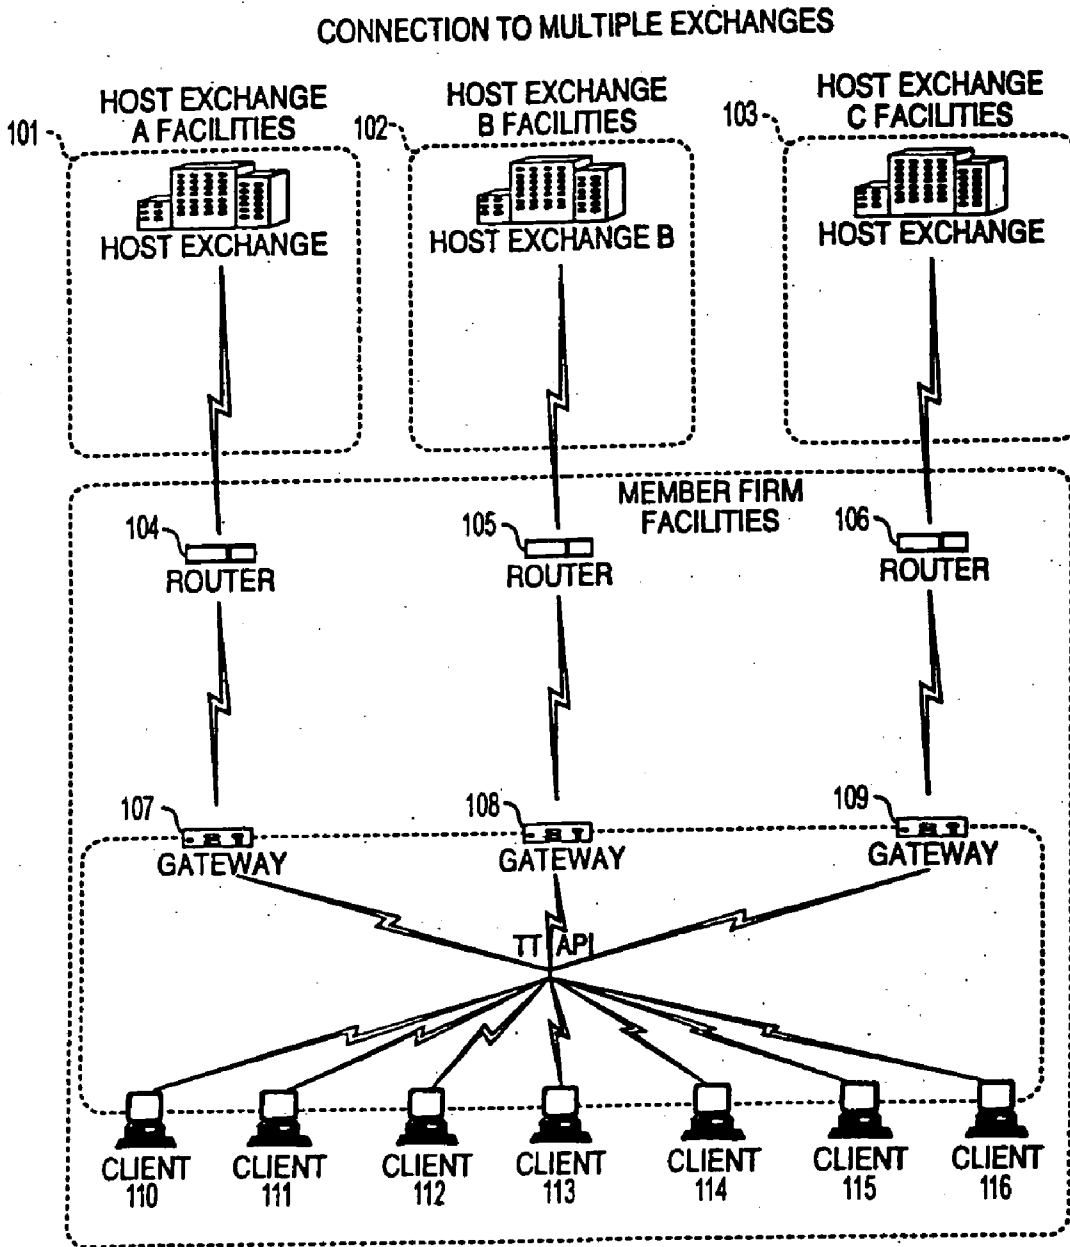 CONNECTION TO MULTIPLE EXCHANGES
HOST EXCHANGE
A FACILITIES
HOST EXCHANGE
B FACILITIES
HOST EXCHANGE
C FACILITIES
101
102
103
HOST EXCHANGE
HOST EXCHANGE B
HOST EXCHANGE
MEMBER FIRM
FACILITIES
104
ROUTER
105
ROUTER
106
ROUTER
107
GATEWAY
108
GATEWAY
109
GATEWAY
TT API
CLIENT
110
CLIENT
111
CLIENT
112
CLIENT
113
CLIENT
114
CLIENT
115
CLIENT
116